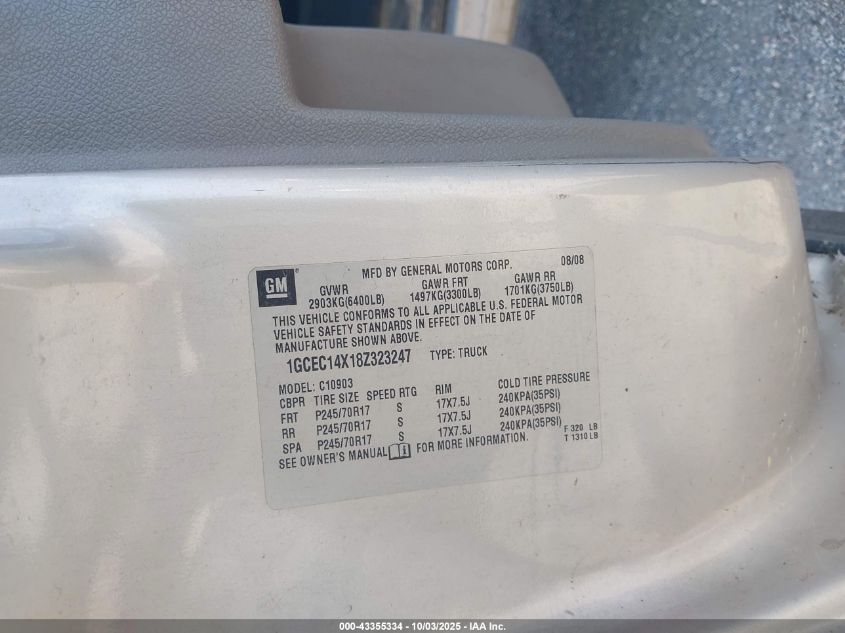 GM
MFD BY GENERAL MOTORS CORP. 08/08
GVWR GAWR FRT GAWR RR
2903KG(6400LB) 1497KG(3300LB) 1701KG(3750LB)
THIS VEHICLE CONFORMS TO ALL APPLICABLE U.S. FEDERAL MOTOR
VEHICLE SAFETY STANDARDS IN EFFECT ON THE DATE OF
MANUFACTURE SHOWN ABOVE.
1GCEC14X18Z323247 TYPE: TRUCK
MODEL: C10903
CBPR TIRE SIZE SPEED RTG RIM COLD TIRE PRESSURE
FRT P245/70R17 S 17X7.5J 240KPA(35PSI)
RR P245/70R17 S 17X7.5J 240KPA(35PSI)
SPA P245/70R17 S 17X7.5J 240KPA(35PSI)
SEE OWNER'S MANUAL FOR MORE INFORMATION.
F 320 LB
T 1310 LB
000-43355334 - 10/03/2025 - IAA Inc.